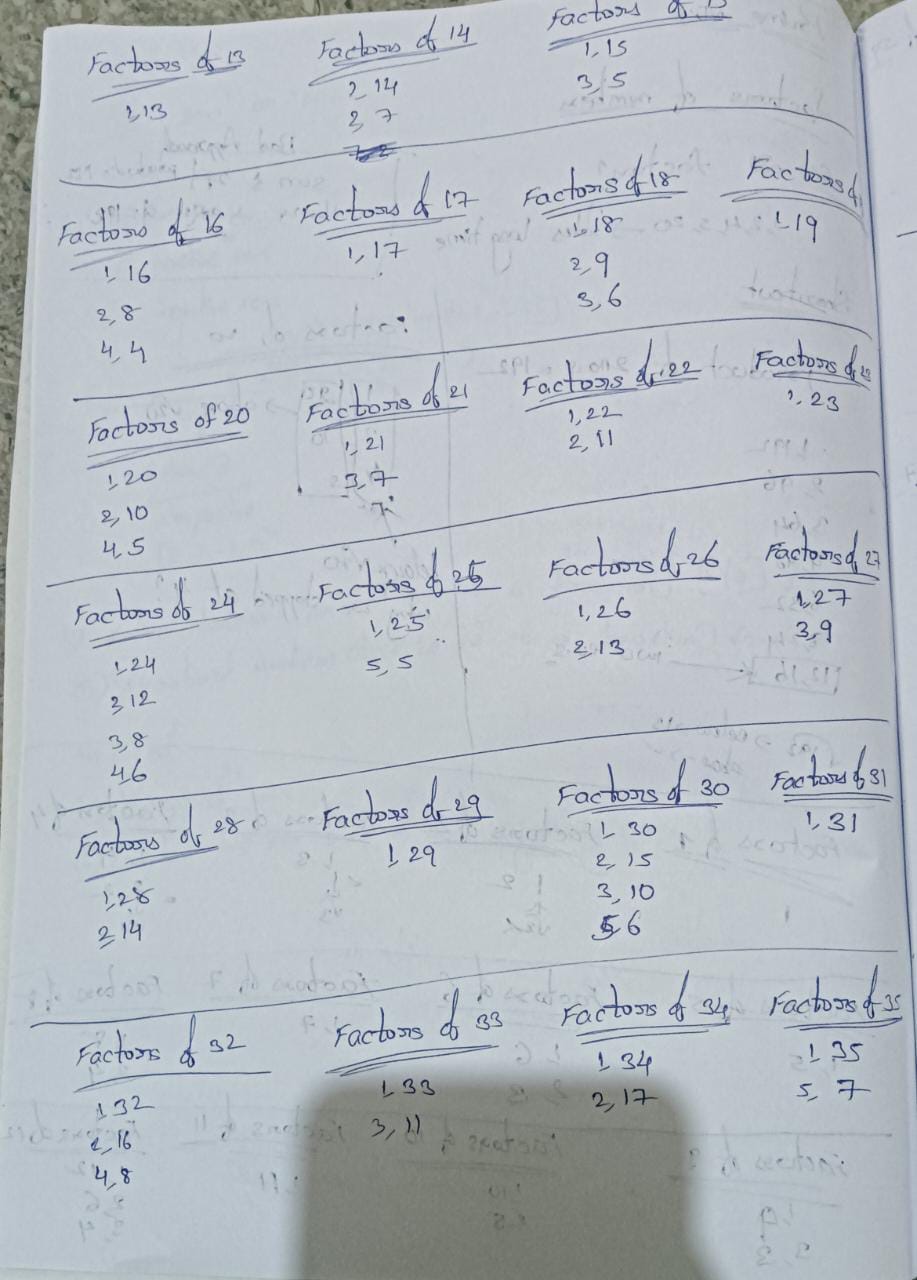 Factors of 13
1,13
Factors of 14
1, 14
2, 7
Factors of 15
1,15
3,5
Factors of 16
1, 16
2,8
4,4
Factors of 17
1, 17
Factors of 18
1,18
2,9
3,6
Factors of
1,19
Factors of 20
1,20
2,10
4,5
Factors of 21
1,21
3,7
Factors of 22
1,22
2,11
Factors of 23
1, 23
Factors of 24
1,24
2,12
3,8
4,6
Factors of 25
1,25
5,5
Factors of 26
1,26
2,13
Factors of 27
1,27
3,9
Factors of 28
1,28
2,14
Factors of 29
1,29
Factors of 30
1, 30
2, 15
3, 10
5,6
Factors of 31
1,31
Factors of 32
1,32
2,16
4,8
Factors of 33
1,33
3,11
Factors of 34
1,34
2,17
Factors of 35
1,35
5, 7